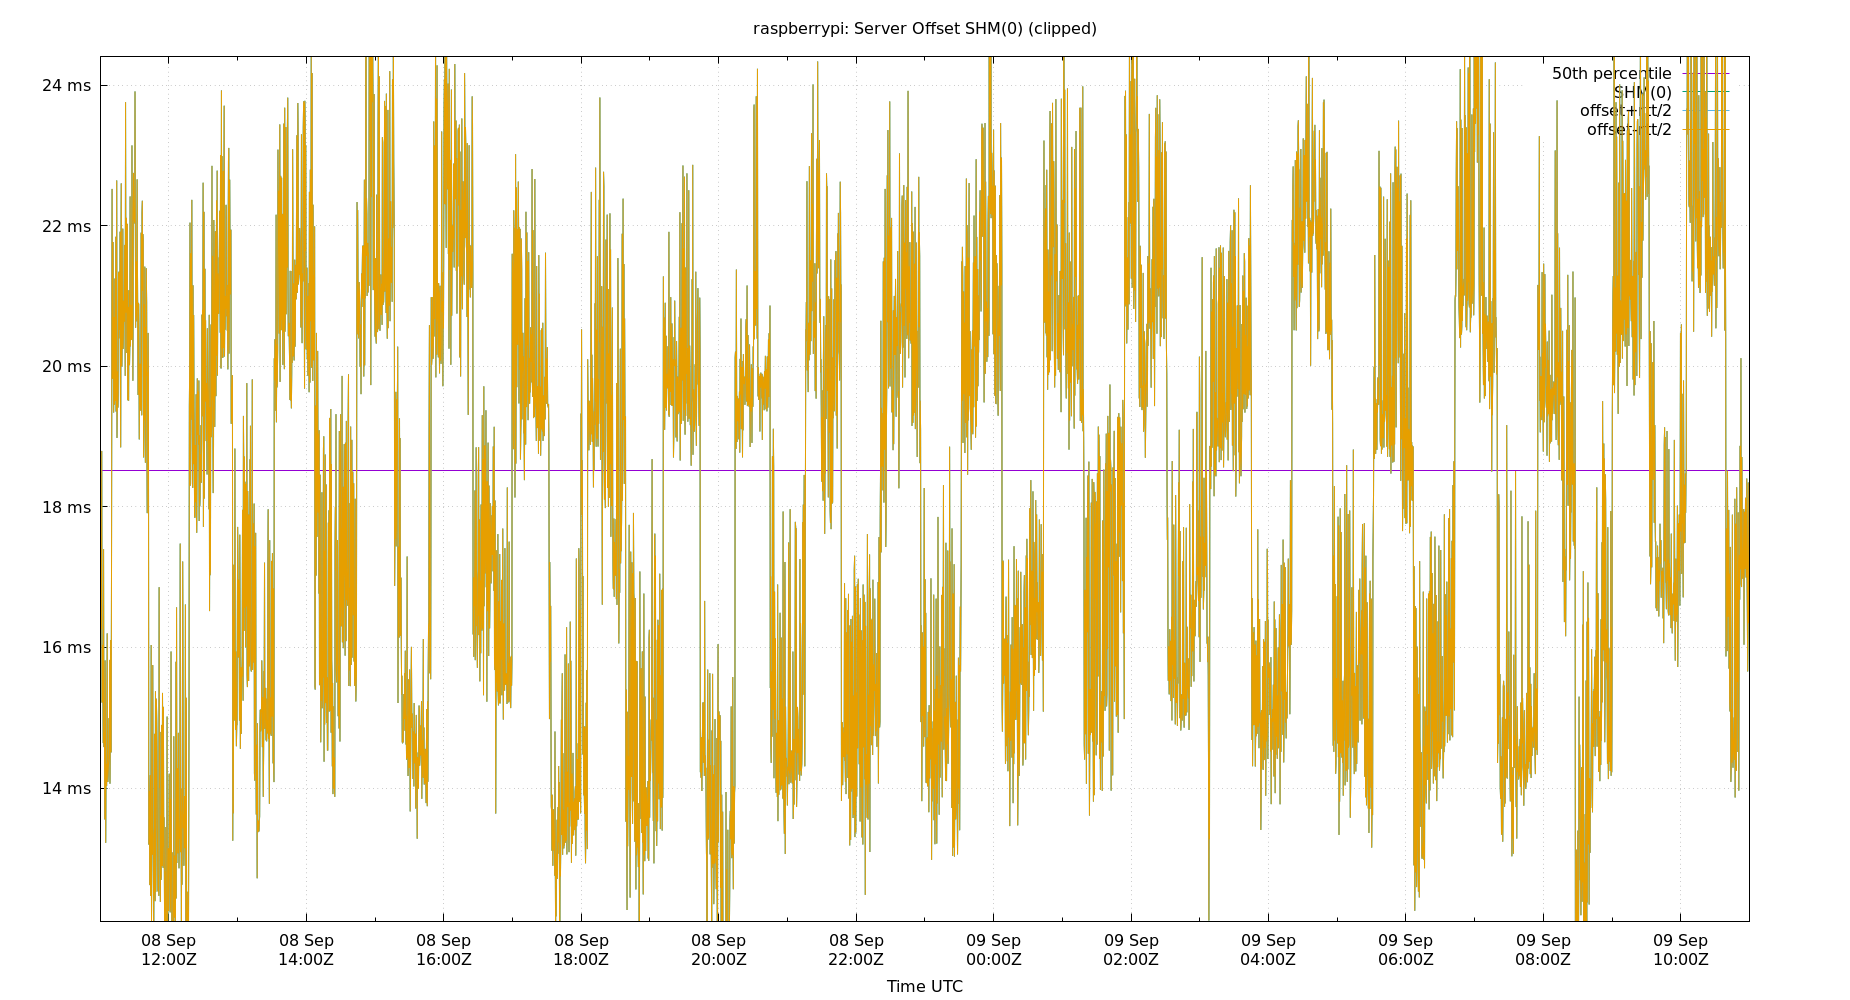 raspberrypi: Server Offset SHM(0) (clipped)
24 ms
22 ms
20 ms
18 ms
16 ms
14 ms
50th percentile
SHM(0)
offset+rtt/2
offset-rtt/2
08 Sep 08 Sep 08 Sep 08 Sep 08 Sep 08 Sep 09 Sep 09 Sep 09 Sep 09 Sep 09 Sep 09 Sep
12:00Z 14:00Z 16:00Z 18:00Z 20:00Z 22:00Z 00:00Z 02:00Z 04:00Z 06:00Z 08:00Z 10:00Z
Time UTC